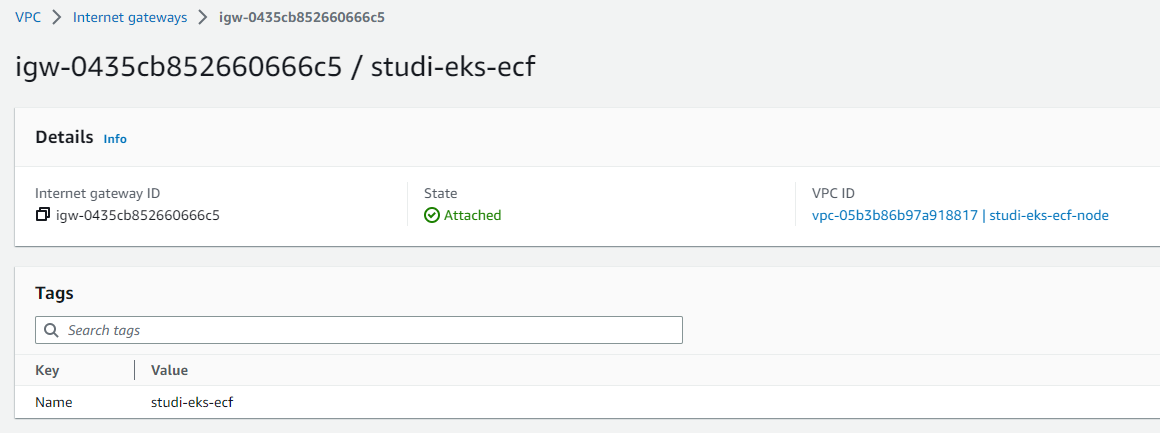 VPC > Internet gateways > igw-0435cb852660666c5
igw-0435cb852660666c5 / studi-eks-ecf
Details Info
Internet gateway ID
igw-0435cb852660666c5
State
Attached
VPC ID
vpc-05b3b86b97a918817 | studi-eks-ecf-node
Tags
Search tags
Key Value
Name studi-eks-ecf